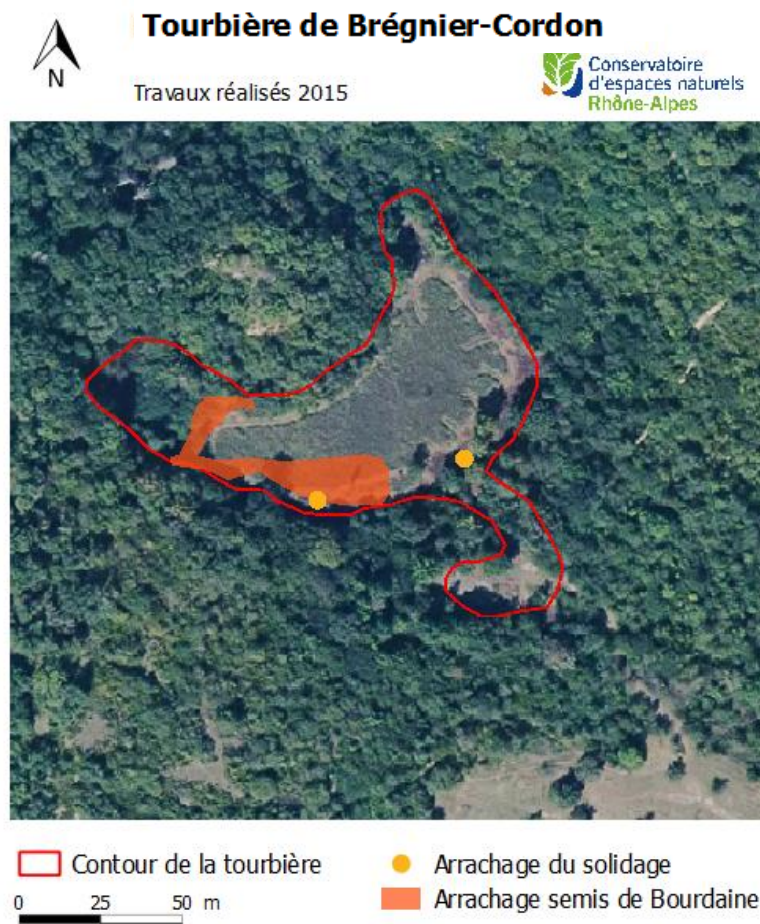 Tourbière de Brégnier-Cordon
N
Travaux réalisés 2015
Conservatoire
d'espaces naturels
Rhône-Alpes
Contour de la tourbière
Arrachage du solidage
0 25 50 m
Arrachage semis de Bourdaine